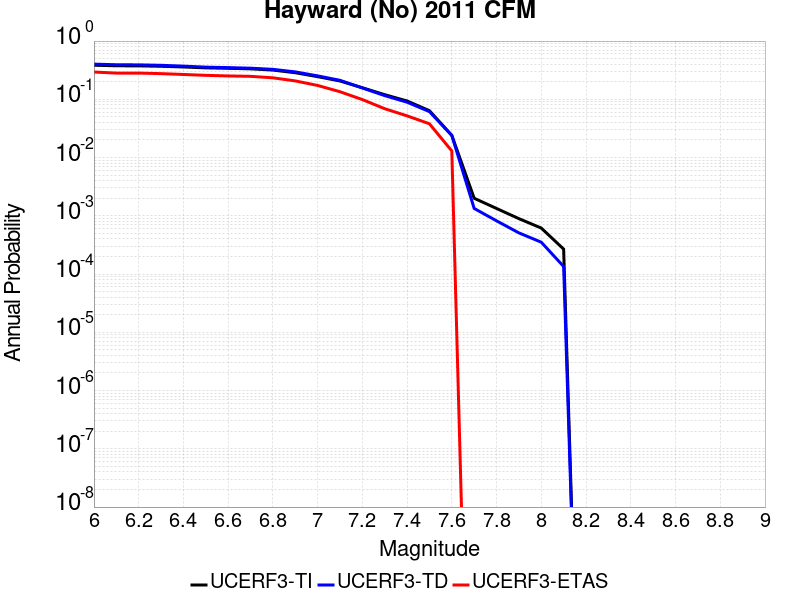 Hayward (No) 2011 CFM
10 0
10 -1
10 -2
10 -3
10 -4
10 -5
10 -6
10 -7
10 -8
Annual Probability
6 6.2 6.4 6.6 6.8 7 7.2 7.4 7.6 7.8 8 8.2 8.4 8.6 8.8 9
Magnitude
UCERF3-TI UCERF3-TD UCERF3-ETAS